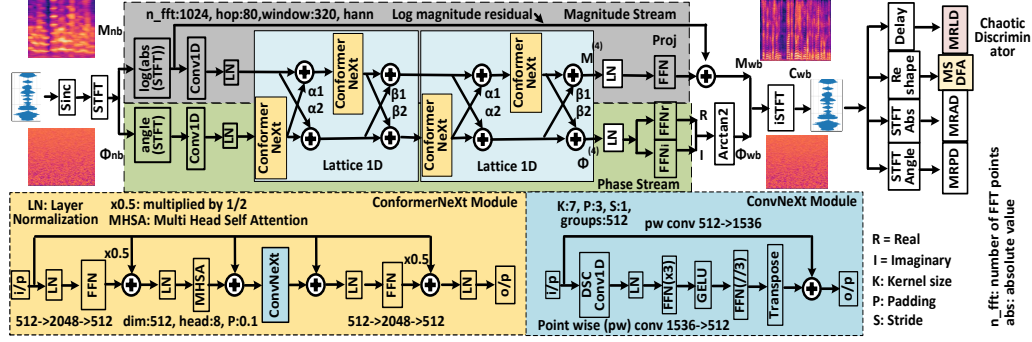 n_fft:1024, hop:80,window:320, hann
Log magnitude residual
Magnitude Stream
Mnb
Sinc
STFT
log(abs
(STFT))
Conv1D
LN
Conformer
NeXt
α1
α2
Conformer
NeXt
β1
β2
Lattice 1D
Conformer
NeXt
α1
α2
Conformer
NeXt
β1
β2
Lattice 1D
M(4)
LN
Proj
FFN
Mwb
Φnb
angle
(STFT)
Conv1D
LN
Φ(4)
LN
FFNr
FFNi
R
I
Arctan2
Φwb
Phase Stream
iSTFT
Cwb
Delay
MRLD
Re
shape
MS
DFA
STFT
Abs
MRAD
STFT
Angle
MRPD
Chaotic
Discrimin
ator
LN: Layer
Normalization
x0.5: multiplied by 1/2
MHSA: Multi Head Self Attention
ConformerNeXt Module
i/p
LN
FFN
x0.5
LN
MHSA
ConvNeXt
LN
FFN
x0.5
LN
o/p
512->2048->512
dim:512, head:8, P:0.1
512->2048->512
K:7, P:3, S:1,
groups:512
ConvNeXt Module
pw conv 512->1536
i/p
DSC
Conv1D
LN
FFN(x3)
GELU
FFN(/3)
Transpose
o/p
Point wise (pw) conv 1536->512
R = Real
I = Imaginary
K: Kernel size
P: Padding
S: Stride
n_fft: number of FFT points
abs: absolute value